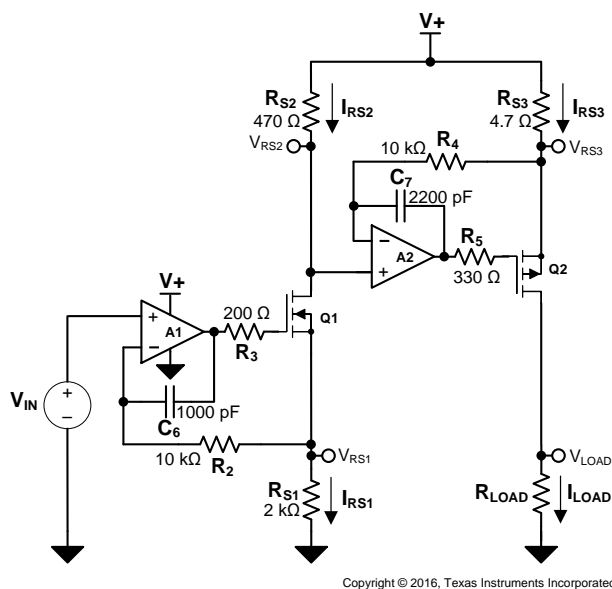 V+
RS2
470 Ω
IRS2
RS3
4.7 Ω
IRS3
VRS2
10 kΩ
R4
VRS3
C7
2200 pF
A2
R5
330 Ω
Q2
V+
A1
200 Ω
R3
Q1
VIN
C6
1000 pF
10 kΩ
R2
VRS1
VLOAD
RS1
2 kΩ
IRS1
RLOAD
ILOAD
Copyright © 2016, Texas Instruments Incorporated